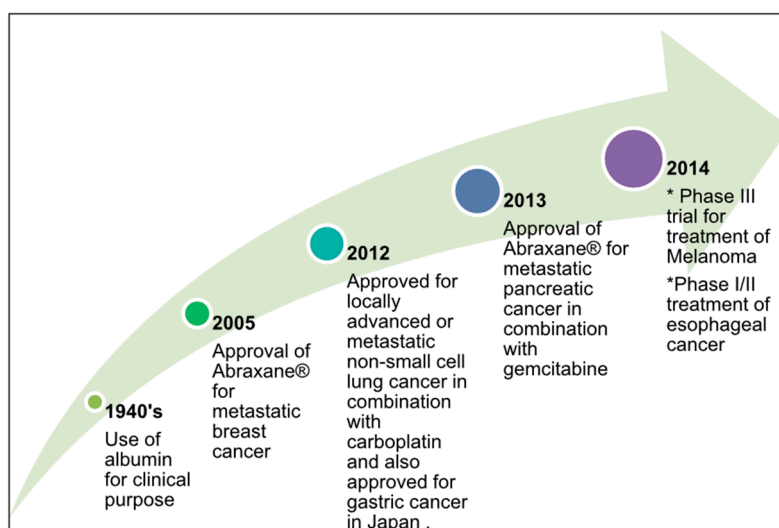 1940's
Use of
albumin
for clinical
purpose
2005
Approval of
Abraxane®
for
metastatic
breast
cancer
2012
Approved for
locally
advanced or
metastatic
non-small cell
lung cancer in
combination
with
carboplatin
and also
approved for
gastric cancer
in Japan .
2013
Approval of
Abraxane® for
metastatic
pancreatic
cancer in
combination
with
gemcitabine
2014
* Phase III
trial for
treatment of
Melanoma
*Phase I/II
treatment of
esophageal
cancer